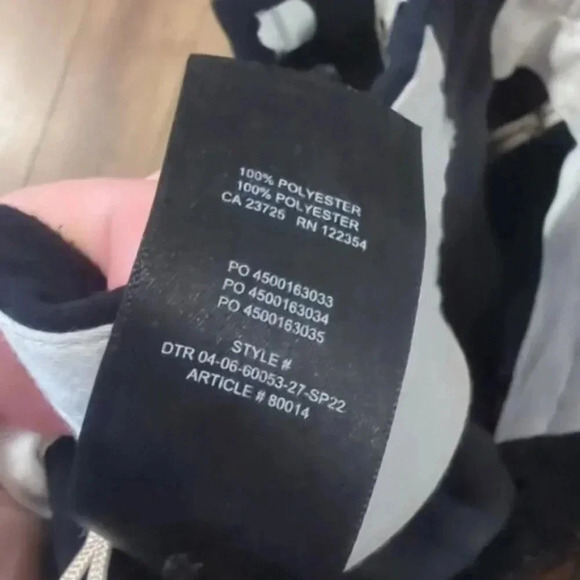 100% POLYESTER
100% POLYESTER
CA 23725 RN 122354
PO 4500163033
PO 4500163034
PO 4500163035
STYLE #
DTR 04-06-60053-27-SP22
ARTICLE # 80014